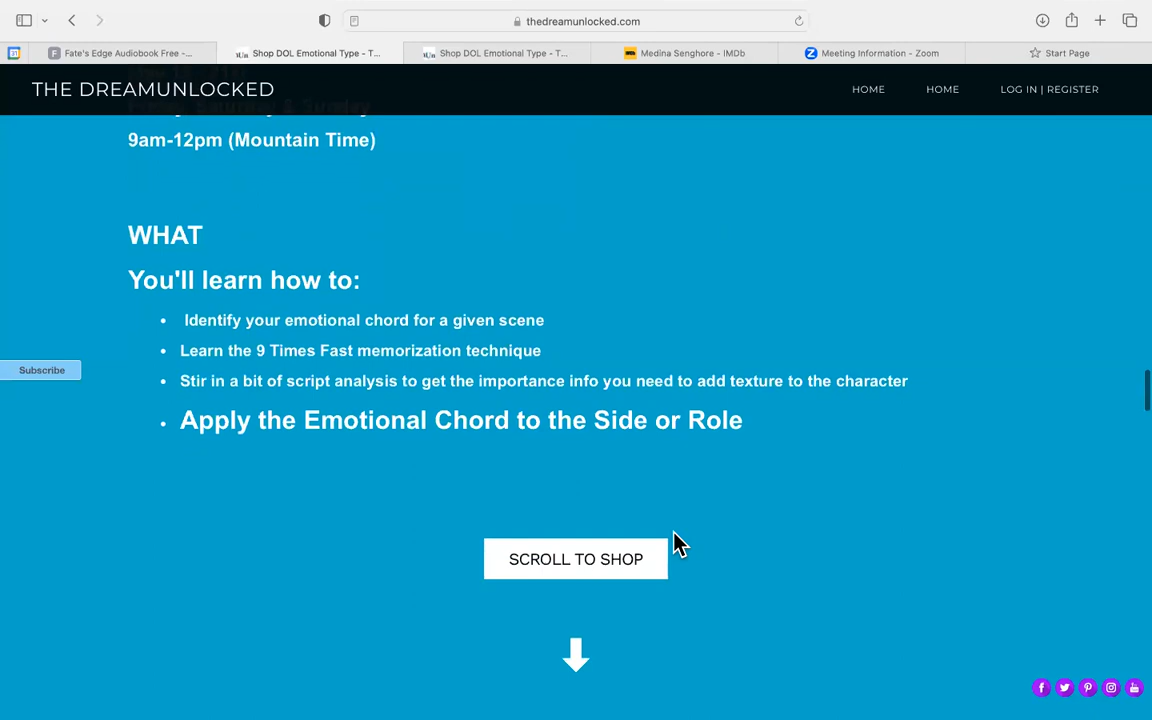 thedreamunlocked.com
Fate's Edge Audiobook Free -...
Shop DOL Emotional Type - T...
Shop DOL Emotional Type - T...
Medina Senghore - IMDb
Meeting Information - Zoom
Start Page
THE DREAMUNLOCKED
HOME
HOME
LOG IN | REGISTER
9am-12pm (Mountain Time)
WHAT
You'll learn how to:
• Identify your emotional chord for a given scene
• Learn the 9 Times Fast memorization technique
Subscribe
• Stir in a bit of script analysis to get the importance info you need to add texture to the character
• Apply the Emotional Chord to the Side or Role
SCROLL TO SHOP